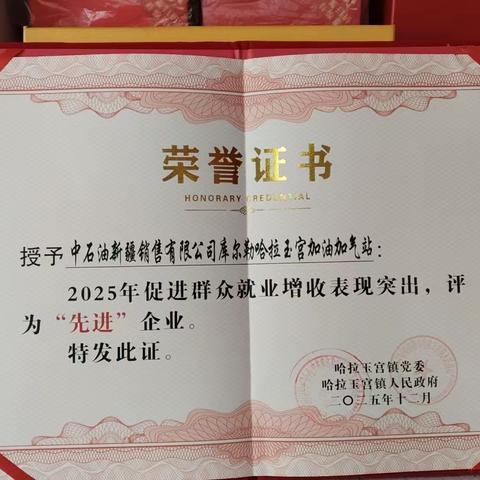 荣誉证书
HONORARY CREDENTIAL
授予 中石油新疆销售有限公司库尔勒哈拉玉宫加油加气站：
2025年促进群众就业增收表现突出，评
为“先进”企业。
特发此证。
哈拉玉宫镇党委
哈拉玉宫镇人民政府
二〇二五年十二月